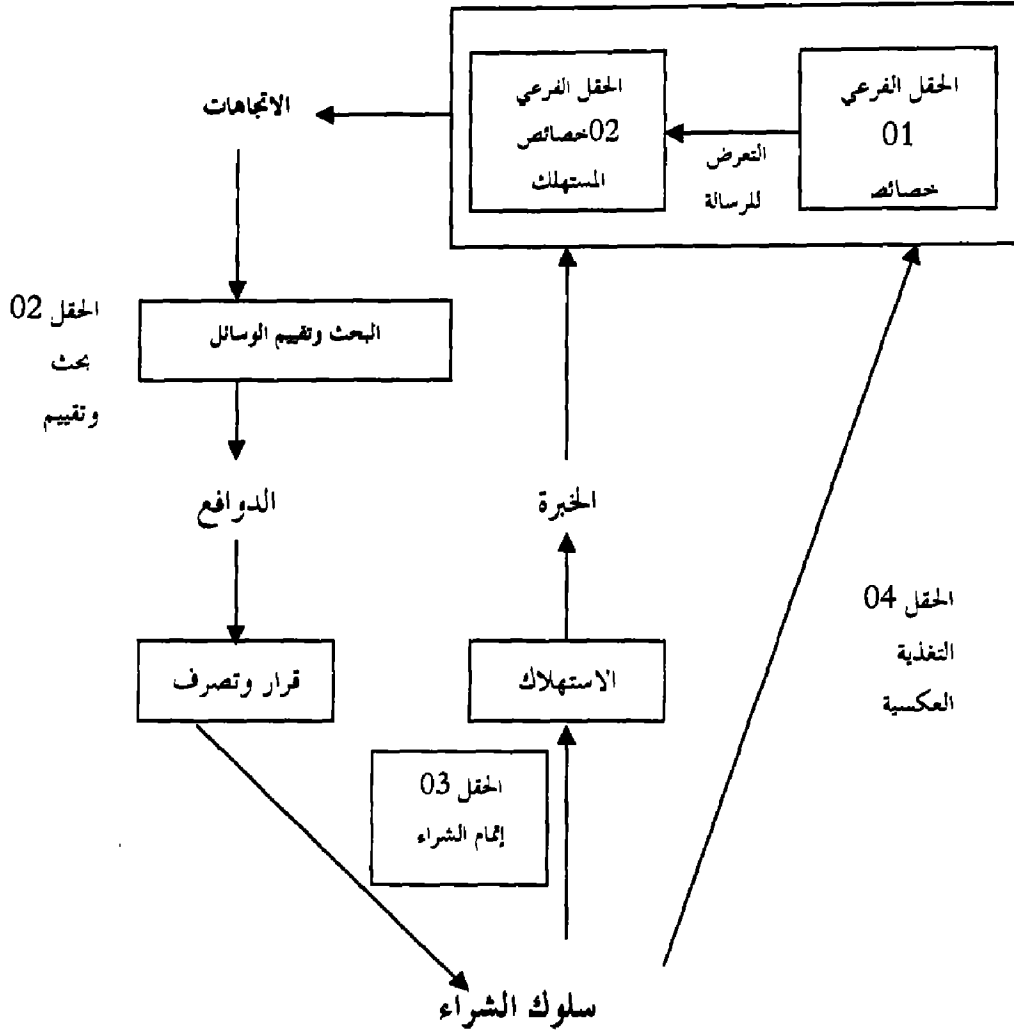 الحقل الفرعي
01
خصائص
الحقل الفرعي
02خصائص
المستهلك
التعرض
للرسالة
الاتجاهات
الحقل 02
بحث
وتقييم
البحث وتقييم الوسائل
الدوافع
الخبرة
الحقل 04
التغذية
العكسية
قرار وتصرف
الاستهلاك
الحقل 03
إتمام الشراء
سلوك الشراء